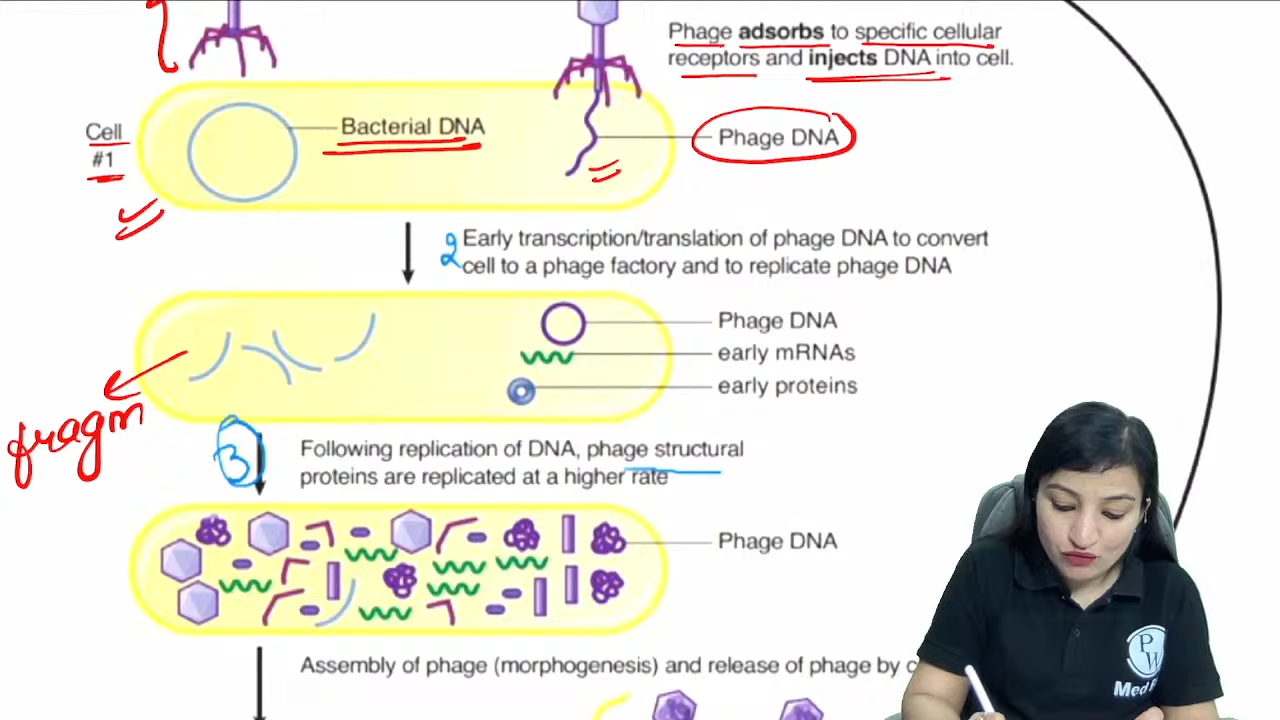 Phage adsorbs to specific cellular
receptors and injects DNA into cell.
Cell
#1
Bacterial DNA
Phage DNA
2 Early transcription/translation of phage DNA to convert
cell to a phage factory and to replicate phage DNA
Phage DNA
early mRNAs
early proteins
fragm
3
Following replication of DNA, phage structural
proteins are replicated at a higher rate
Phage DNA
Assembly of phage (morphogenesis) and release of phage by
PW
Med